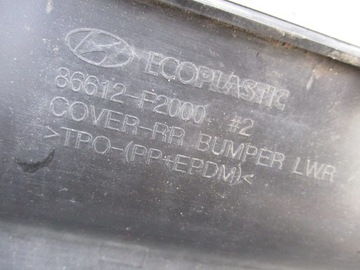 ECOPLASTIC
86612-F2000 #2
COVER-RR BUMPER LWR
>TPO-(PP+EPDM)<